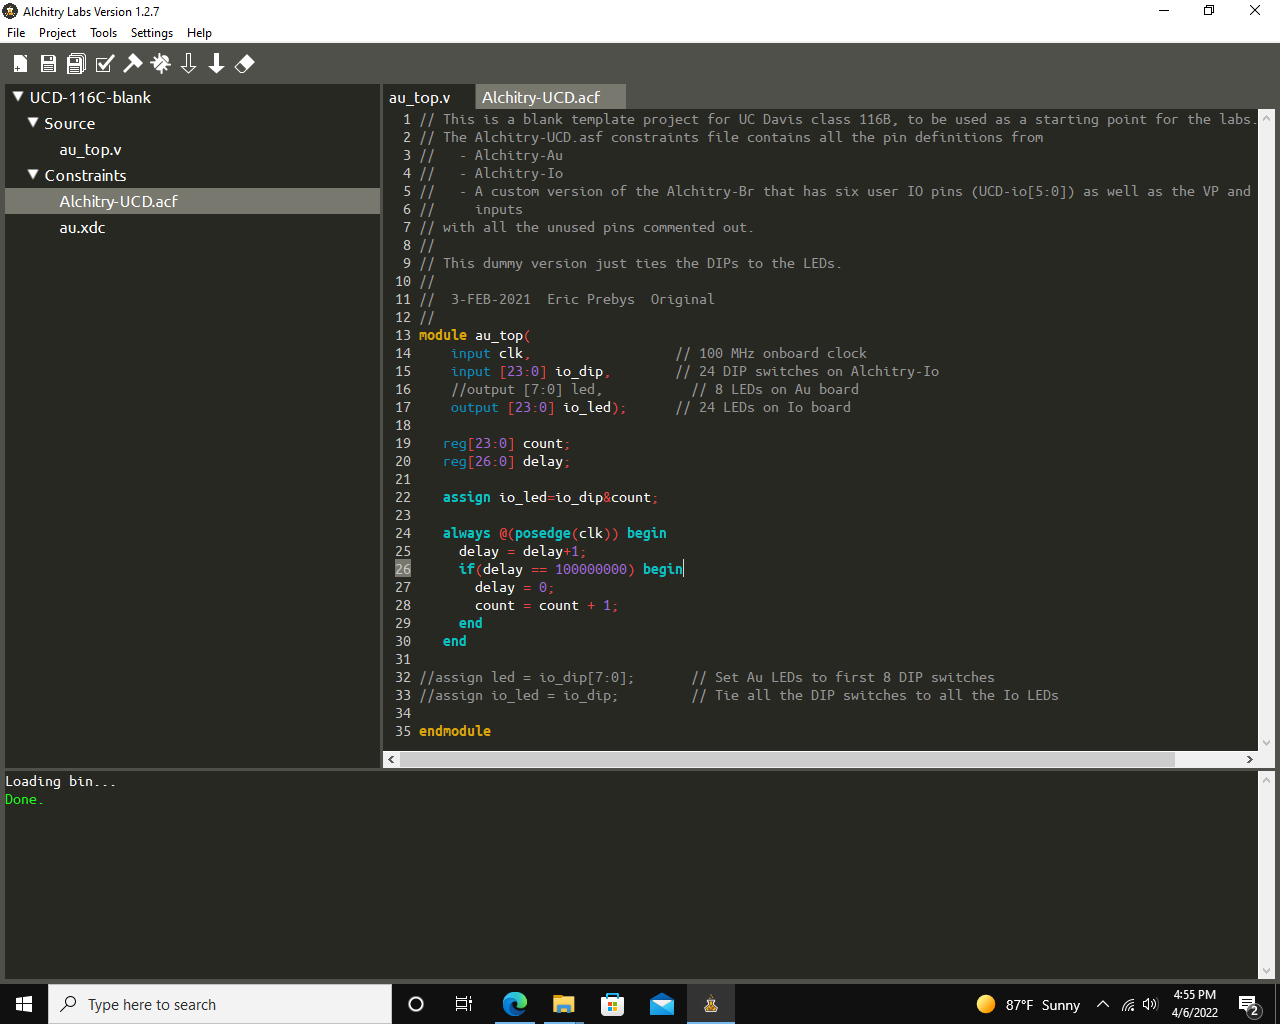 Alchitry Labs Version 1.2.7
File Project Tools Settings Help
UCD-116C-blank
Source
au_top.v
Constraints
Alchitry-UCD.acf
au.xdc
au_top.v Alchitry-UCD.acf
1 // This is a blank template project for UC Davis class 116B, to be used as a starting point for the labs.
2 // The Alchitry-UCD.asf constraints file contains all the pin definitions from
3 //   - Alchitry-Au
4 //   - Alchitry-Io
5 //   - A custom version of the Alchitry-Br that has six user IO pins (UCD-io[5:0]) as well as the VP and
6 //     inputs
7 // with all the unused pins commented out.
8 //
9 // This dummy version just ties the DIPs to the LEDs.
10 //
11 //  3-FEB-2021  Eric Prebys  Original
12 //
13 module au_top(
14     input clk,                  // 100 MHz onboard clock
15     input [23:0] io_dip,        // 24 DIP switches on Alchitry-Io
16     //output [7:0] led,           // 8 LEDs on Au board
17     output [23:0] io_led);      // 24 LEDs on Io board
18
19    reg[23:0] count;
20    reg[26:0] delay;
21
22    assign io_led=io_dip&count;
23
24    always @(posedge(clk)) begin
25      delay = delay+1;
26      if(delay == 100000000) begin
27        delay = 0;
28        count = count + 1;
29      end
30    end
31
32 //assign led = io_dip[7:0];       // Set Au LEDs to first 8 DIP switches
33 //assign io_led = io_dip;         // Tie all the DIP switches to all the Io LEDs
34
35 endmodule
Loading bin...
Done.
Type here to search
87°F Sunny
4:55 PM
4/6/2022
2